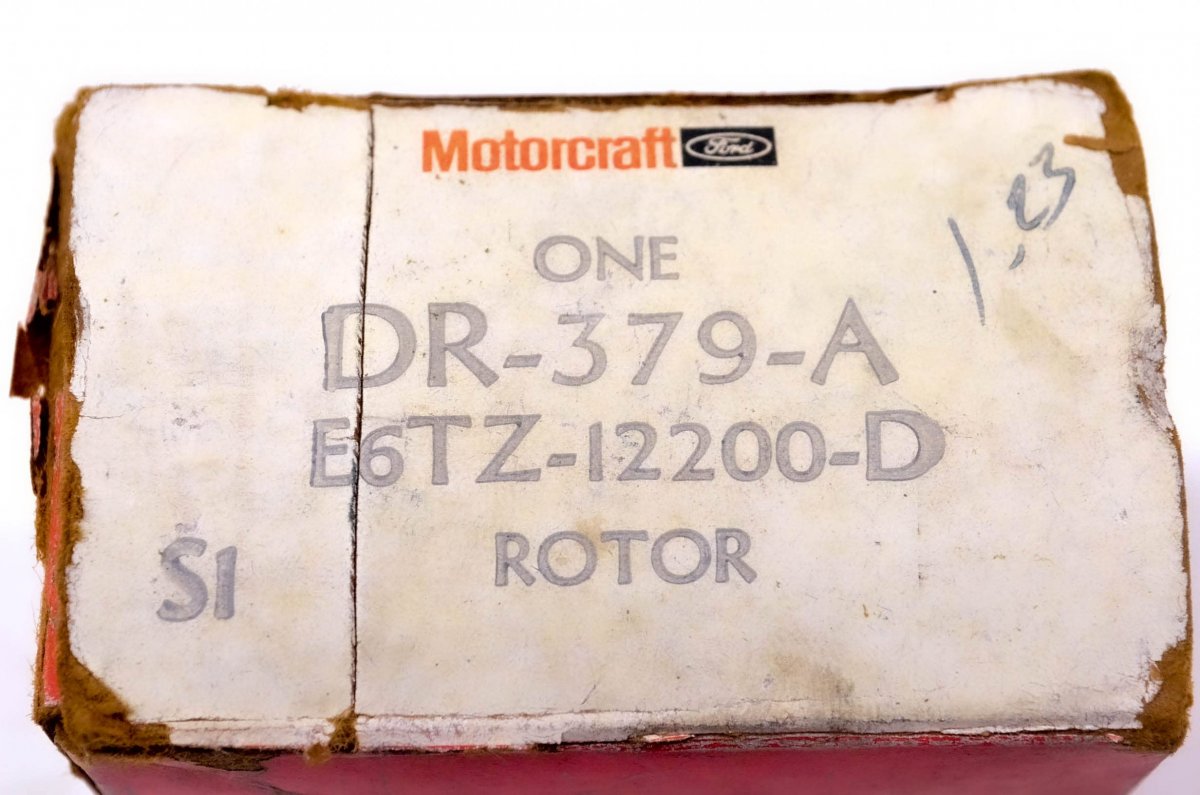 Motorcraft Ford
1,23
ONE
DR-379-A
E6TZ-12200-D
ROTOR
S1